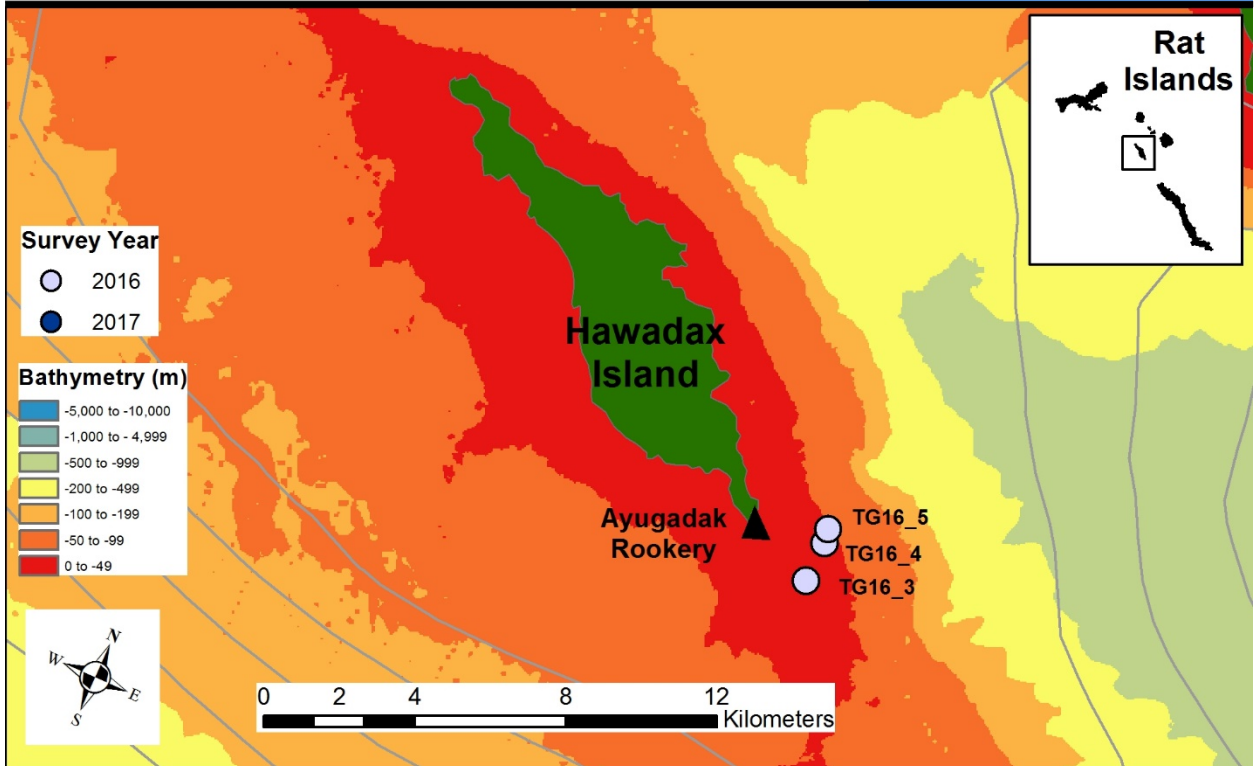 Rat
Islands
Survey Year
2016
2017
Hawadax
Island
Bathymetry (m)
-5,000 to -10,000
-1,000 to - 4,999
-500 to -999
-200 to -499
-100 to -199
-50 to -99
0 to -49
Ayugadak
Rookery
TG16_5
TG16_4
TG16_3
N
W
E
S
0 2 4 8 12
Kilometers